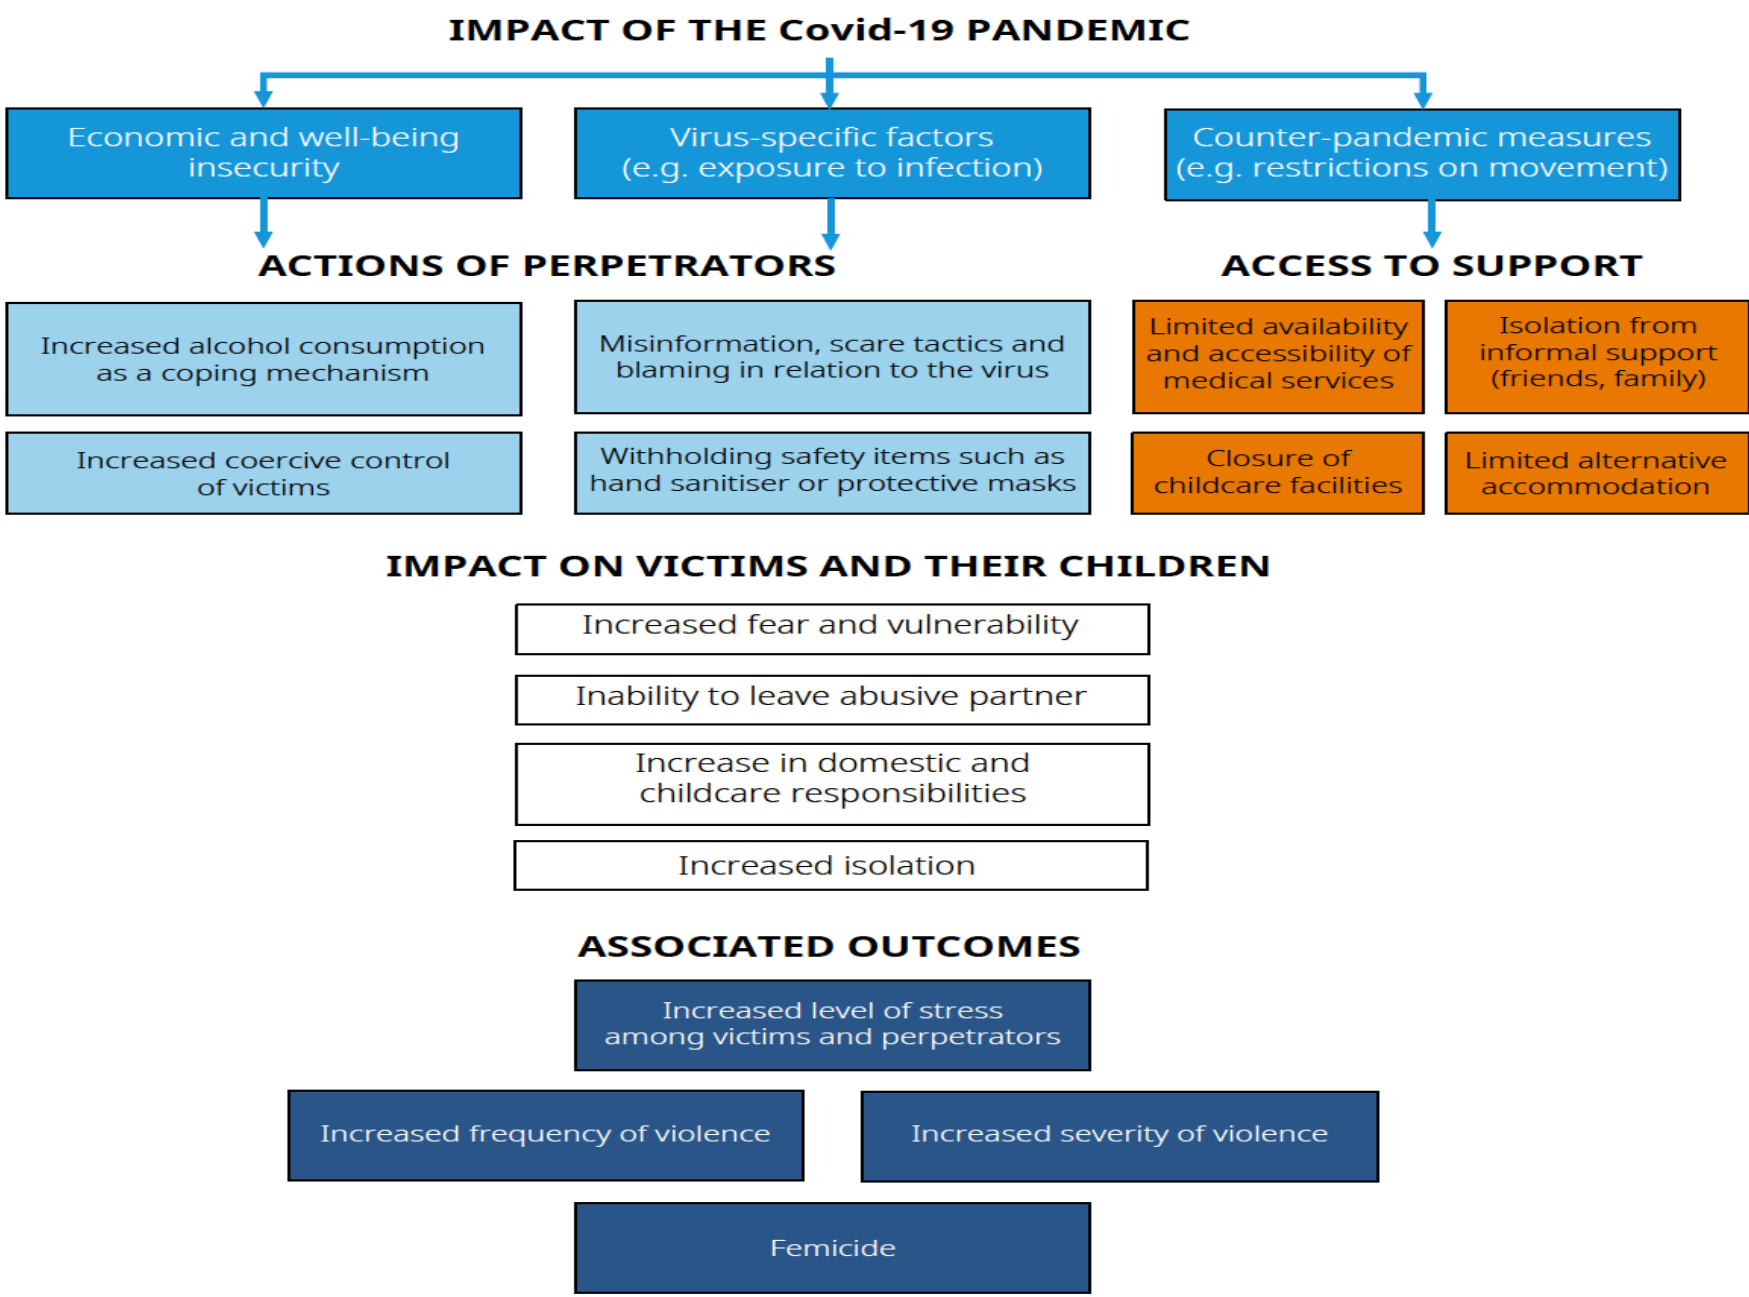 IMPACT OF THE Covid-19 PANDEMIC
Economic and well-being
insecurity
Virus-specific factors
(e.g. exposure to infection)
Counter-pandemic measures
(e.g. restrictions on movement)
ACTIONS OF PERPETRATORS
ACCESS TO SUPPORT
Increased alcohol consumption
as a coping mechanism
Misinformation, scare tactics and
blaming in relation to the virus
Limited availability
and accessibility of
medical services
Isolation from
informal support
(friends, family)
Increased coercive control
of victims
Withholding safety items such as
hand sanitiser or protective masks
Closure of
childcare facilities
Limited alternative
accommodation
IMPACT ON VICTIMS AND THEIR CHILDREN
Increased fear and vulnerability
Inability to leave abusive partner
Increase in domestic and
childcare responsibilities
Increased isolation
ASSOCIATED OUTCOMES
Increased level of stress
among victims and perpetrators
Increased frequency of violence
Increased severity of violence
Femicide